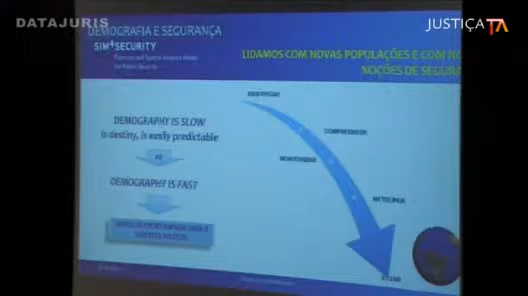 DATAJURIS
JUSTIÇA TA
DEMOGRAFIA E SEGURANÇA
SIM4SECURITY
LIDAMOS COM NOVAS POPULAÇÕES E COM NO
NOÇÕES DE SEGURA
IDENTIFICAR
DEMOGRAPHY IS SLOW
is destiny, is easily predictable
COMPREENDER
MONITORIZAR
vs
DEMOGRAPHY IS FAST
ANTECIPAR